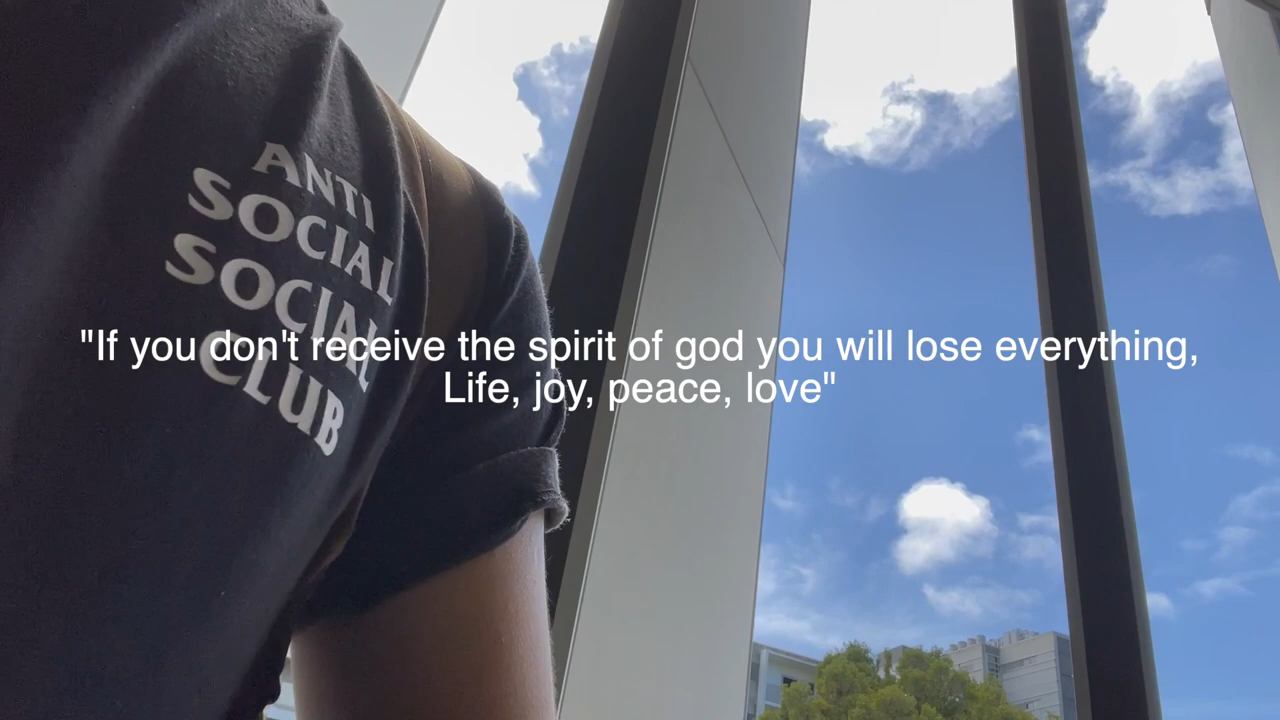 ANTI
SOCIAL
SOCIAL
CLUB
"If you don't receive the spirit of god you will lose everything,
Life, joy, peace, love"